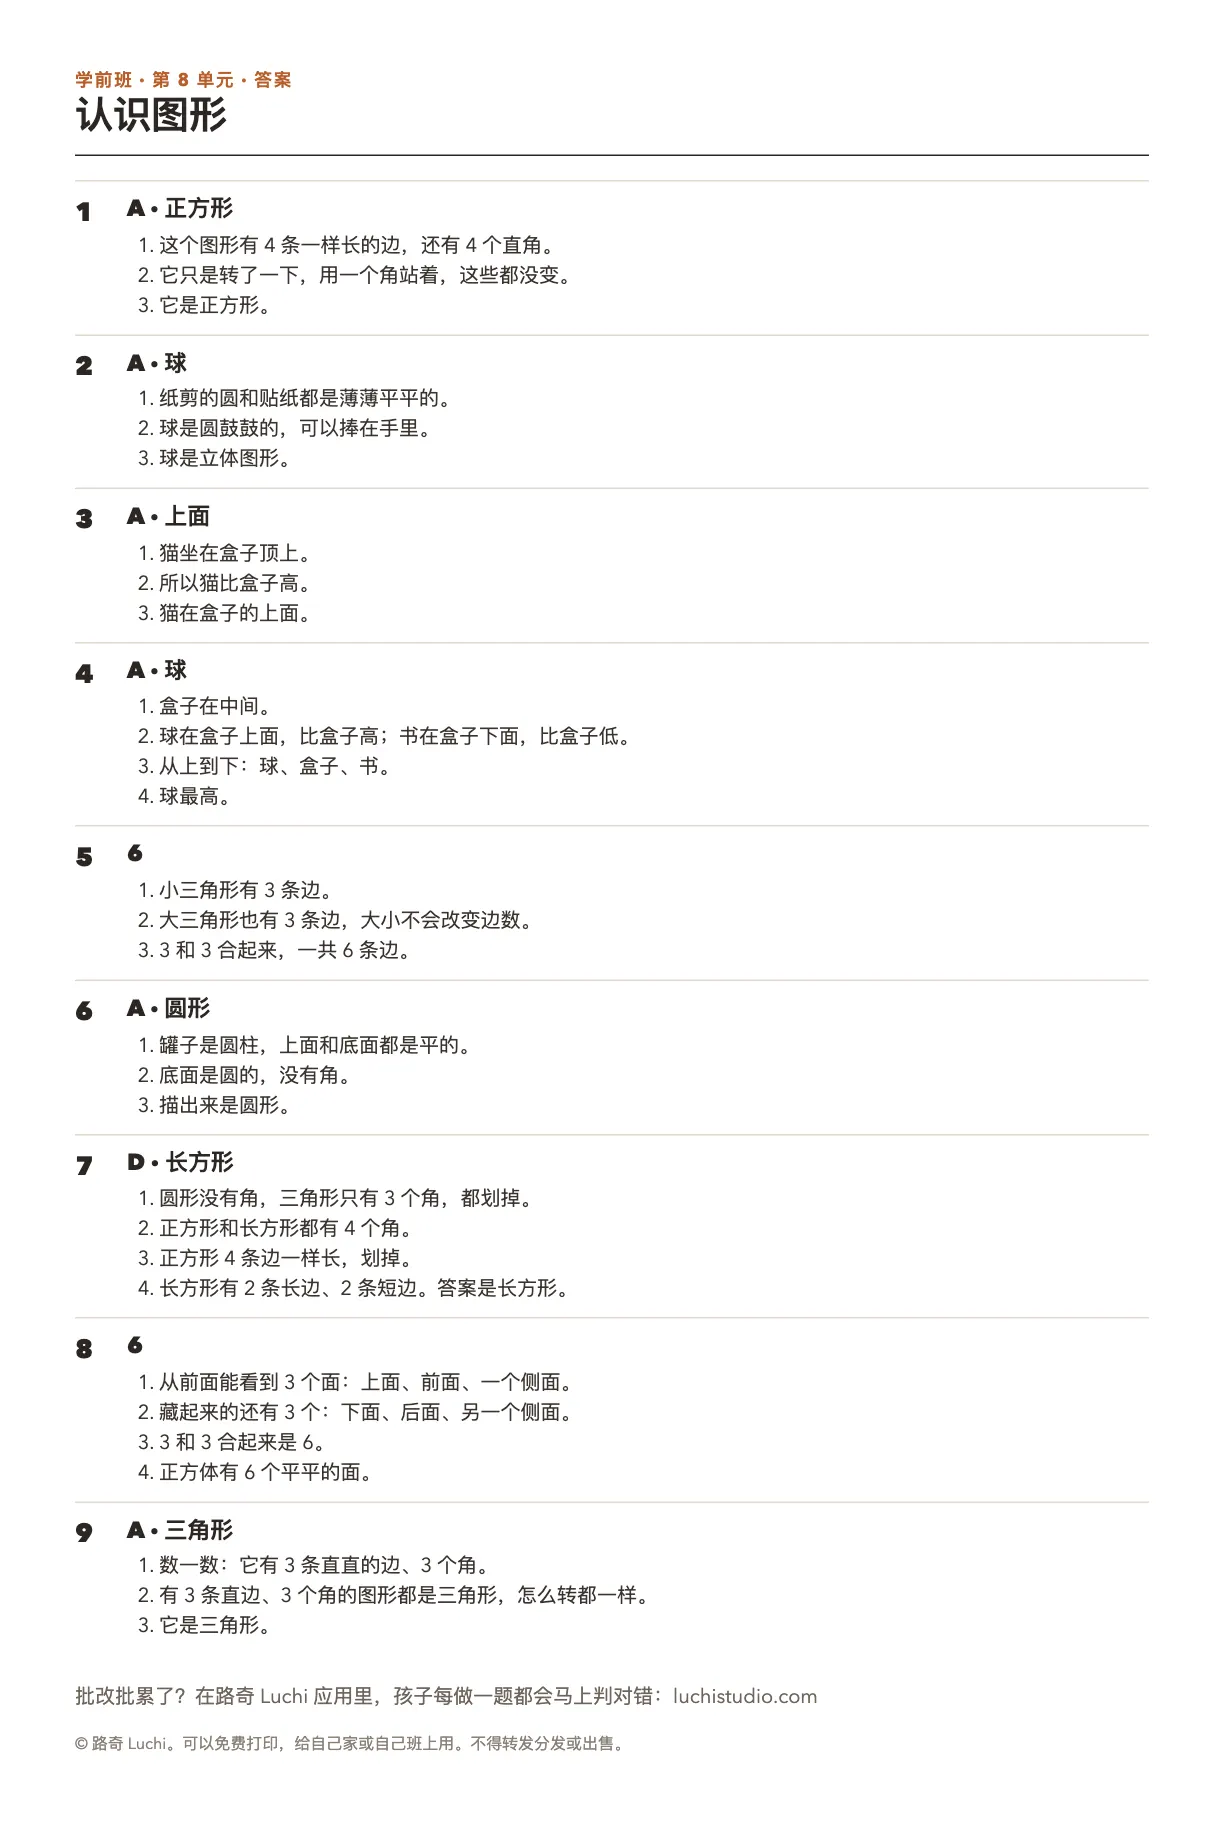 学前班 · 第 8 单元 · 答案
认识图形
1 A · 正方形
1. 这个图形有 4 条一样长的边，还有 4 个直角。
2. 它只是转了一下，用一个角站着，这些都没变。
3. 它是正方形。
2 A · 球
1. 纸剪的圆和贴纸都是薄薄平平的。
2. 球是圆鼓鼓的，可以捧在手里。
3. 球是立体图形。
3 A · 上面
1. 猫坐在盒子顶上。
2. 所以猫比盒子高。
3. 猫在盒子的上面。
4 A · 球
1. 盒子在中间。
2. 球在盒子上面，比盒子高；书在盒子下面，比盒子低。
3. 从上到下：球、盒子、书。
4. 球最高。
5 6
1. 小三角形有 3 条边。
2. 大三角形也有 3 条边，大小不会改变边数。
3. 3 和 3 合起来，一共 6 条边。
6 A · 圆形
1. 罐子是圆柱，上面和底面都是平的。
2. 底面是圆的，没有角。
3. 描出来是圆形。
7 D · 长方形
1. 圆形没有角，三角形只有 3 个角，都划掉。
2. 正方形和长方形都有 4 个角。
3. 正方形 4 条边一样长，划掉。
4. 长方形有 2 条长边、2 条短边。答案是长方形。
8 6
1. 从前面能看到 3 个面：上面、前面、一个侧面。
2. 藏起来的还有 3 个：下面、后面、另一个侧面。
3. 3 和 3 合起来是 6。
4. 正方体有 6 个平平的面。
9 A · 三角形
1. 数一数：它有 3 条直直的边、3 个角。
2. 有 3 条直边、3 个角的图形都是三角形，怎么转都一样。
3. 它是三角形。
批改批累了？在路奇 Luchi 应用里，孩子每做一题都会马上判对错：luchistudio.com
© 路奇 Luchi。可以免费打印，给自己家或自己班上用。不得转发分发或出售。